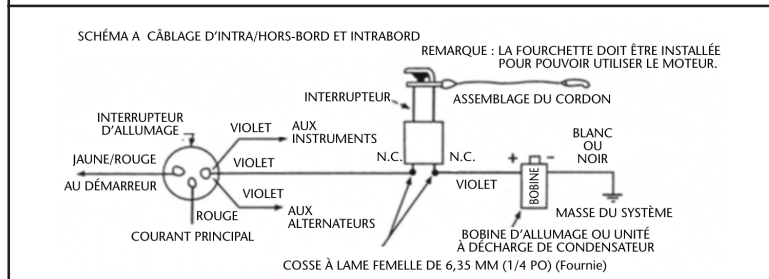 SCHÉMA A CÂBLAGE D'INTRA/HORS-BORD ET INTRABORD
REMARQUE : LA FOURCHETTE DOIT ÊTRE INSTALLÉE
POUR POUVOIR UTILISER LE MOTEUR.
INTERRUPTEUR
ASSEMBLAGE DU CORDON
INTERRUPTEUR
D'ALLUMAGE
VIOLET
AUX
INSTRUMENTS
BLANC
OU
NOIR
JAUNE/ROUGE
VIOLET
N.C.
N.C.
+
-
AU DÉMARREUR
VIOLET
VIOLET
BOBINE
ROUGE
AUX
ALTERNATEURS
MASSE DU SYSTÈME
COURANT PRINCIPAL
BOBINE D'ALLUMAGE OU UNITÉ
À DÉCHARGE DE CONDENSATEUR
COSSE À LAME FEMELLE DE 6,35 MM (1/4 PO) (Fournie)